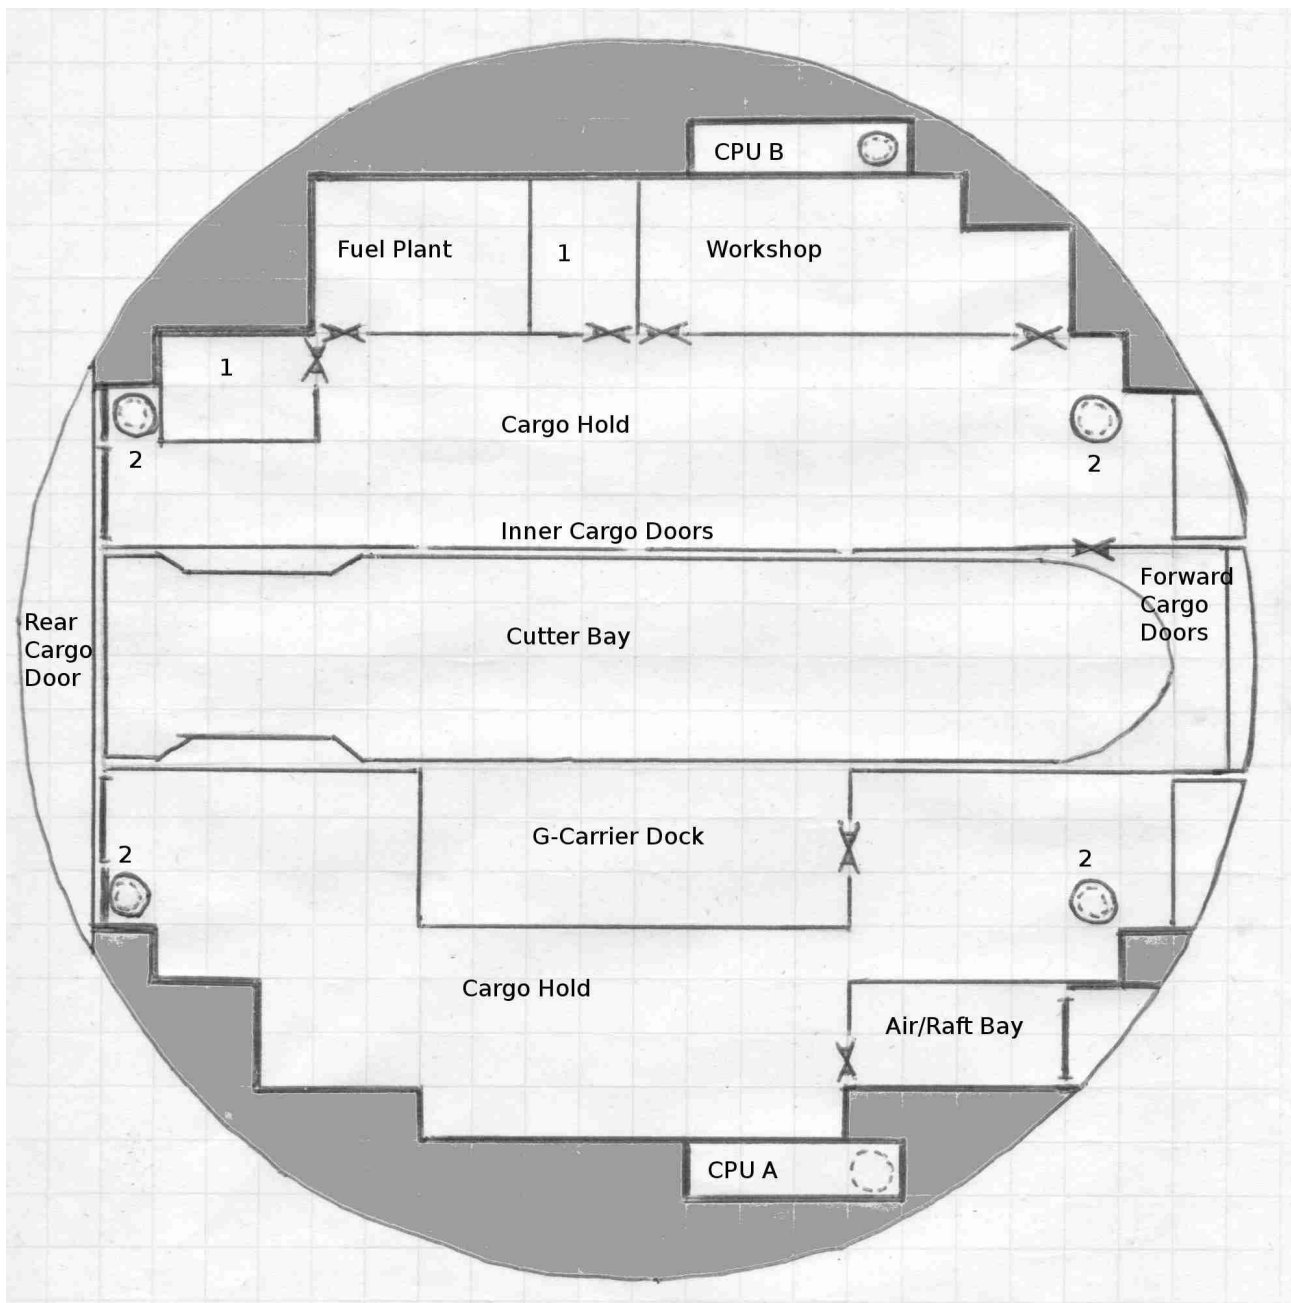 CPU B
Fuel Plant
1
Workshop
1
Cargo Hold
2
2
Inner Cargo Doors
Forward
Cargo
Doors
Rear
Cargo
Door
Cutter Bay
G-Carrier Dock
2
2
Cargo Hold
Air/Raft Bay
CPU A